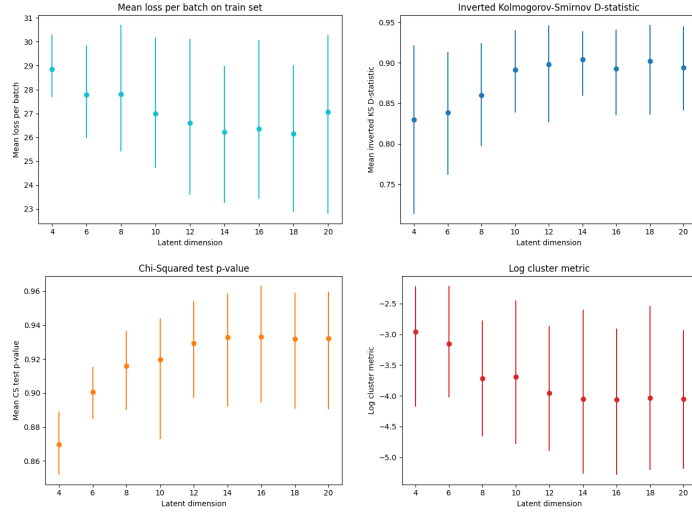 Mean loss per batch on train set
Mean loss per batch
31
30
29
28
27
26
25
24
23
4 6 8 10 12 14 16 18 20
Latent dimension
Inverted Kolmogorov-Smirnov D-statistic
Mean inverted KS D-statistic
0.95
0.90
0.85
0.80
0.75
4 6 8 10 12 14 16 18 20
Latent dimension
Chi-Squared test p-value
Mean CS test p-value
0.96
0.94
0.92
0.90
0.88
0.86
4 6 8 10 12 14 16 18 20
Latent dimension
Log cluster metric
Log cluster metric
-2.5
-3.0
-3.5
-4.0
-4.5
-5.0
4 6 8 10 12 14 16 18 20
Latent dimension